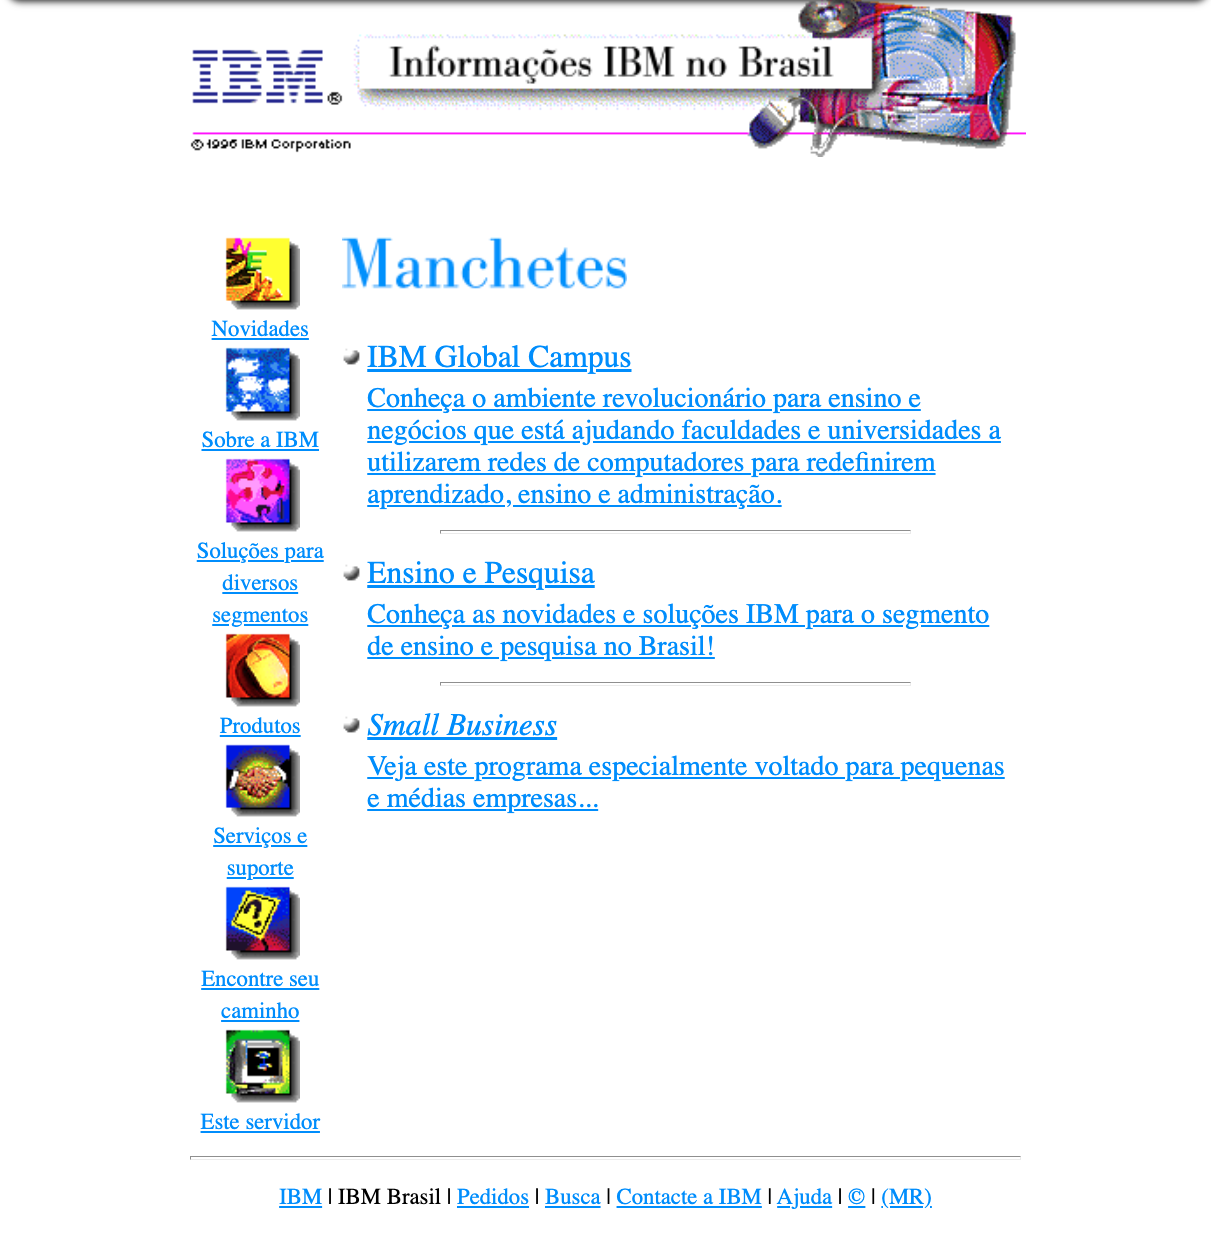 IBM®
Informações IBM no Brasil
© 1996 IBM Corporation
Novidades
Sobre a IBM
Soluções para
diversos
segmentos
Produtos
Serviços e
suporte
Encontre seu
caminho
Este servidor
Manchetes
IBM Global Campus
Conheça o ambiente revolucionário para ensino e
negócios que está ajudando faculdades e universidades a
utilizarem redes de computadores para redefinirem
aprendizado, ensino e administração.
Ensino e Pesquisa
Conheça as novidades e soluções IBM para o segmento
de ensino e pesquisa no Brasil!
Small Business
Veja este programa especialmente voltado para pequenas
e médias empresas...
IBM | IBM Brasil | Pedidos | Busca | Contacte a IBM | Ajuda | © | (MR)